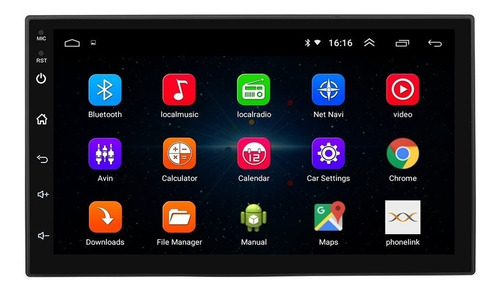 MIC
16:16
RST
Bluetooth localmusic localradio Net Navi video
12
Avin Calculator Calendar Car Settings Chrome
Downloads File Manager Manual Maps phonelink